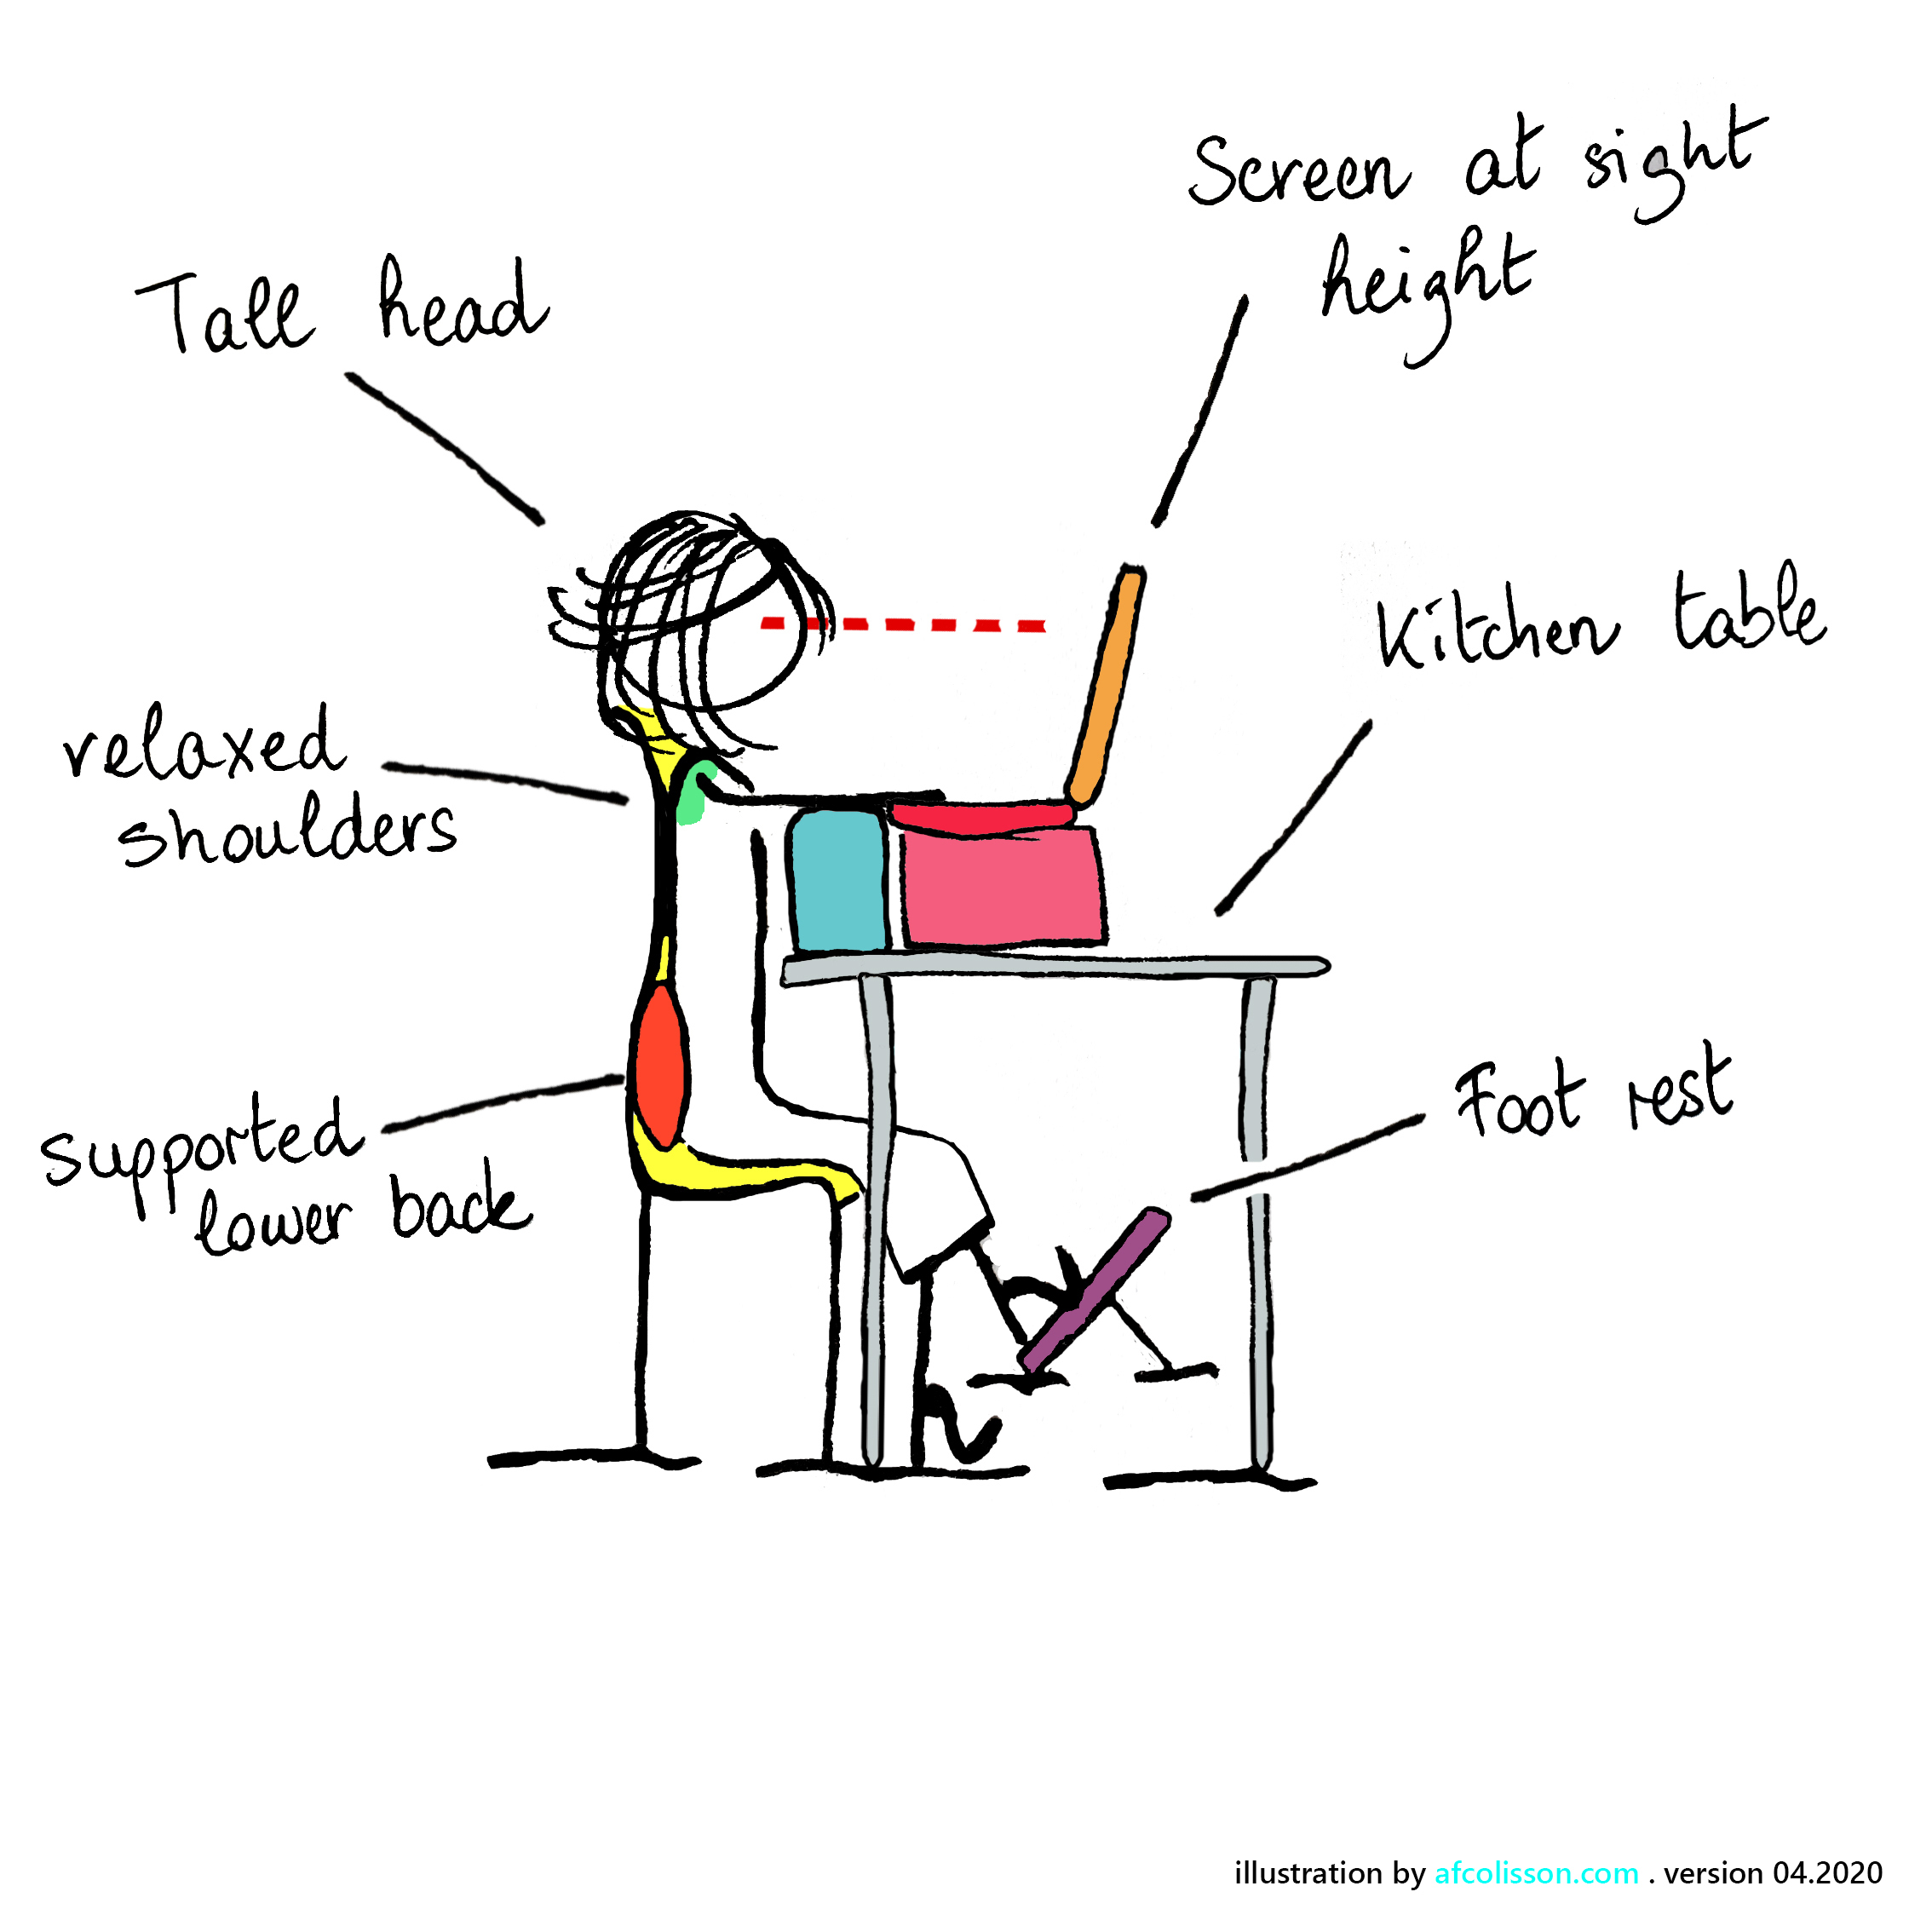 Screen at sight
height
Tall head
Kitchen table
relaxed
shoulders
Foot rest
supported
lower back
illustration by afcolisson.com . version 04.2020